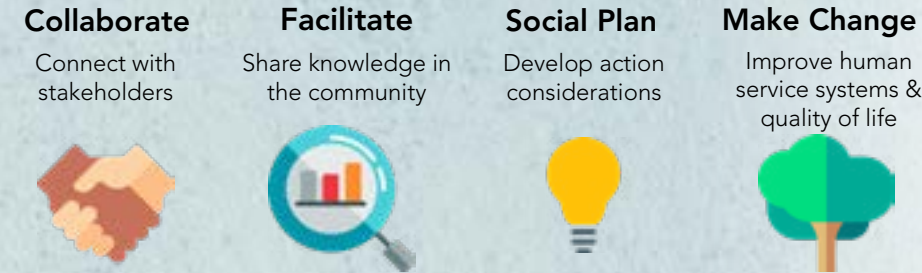 Collaborate
Connect with
stakeholders
Facilitate
Share knowledge in
the community
Social Plan
Develop action
considerations
Make Change
Improve human
service systems &
quality of life